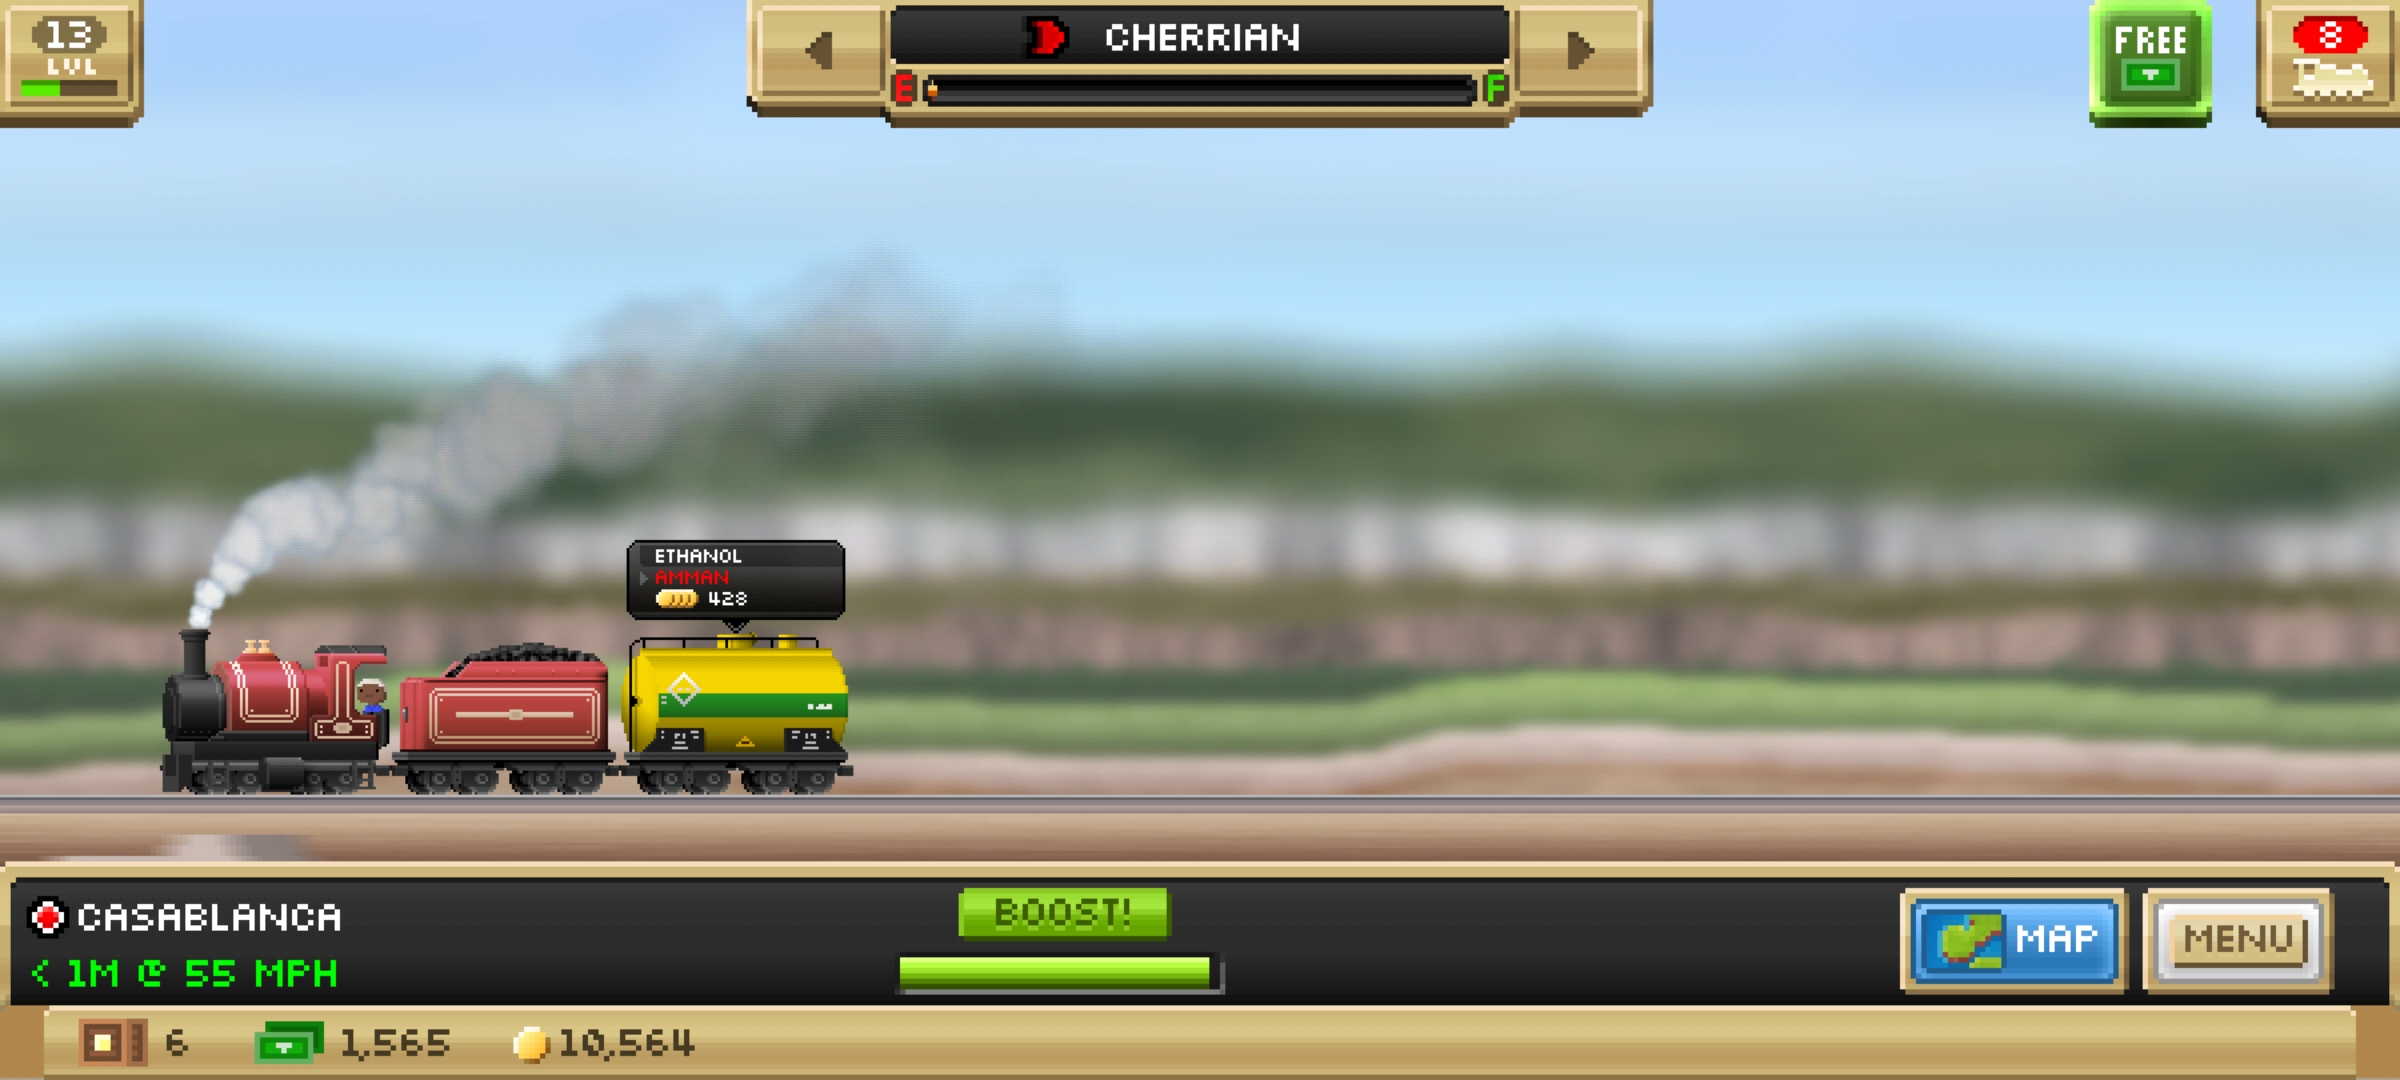 13
LVL
CHERRIAN
E F
FREE
8
ETHANOL
AMMAN
428
CASABLANCA
< 1M @ 55 MPH
BOOST!
MAP
MENU
6 1,565 10,564